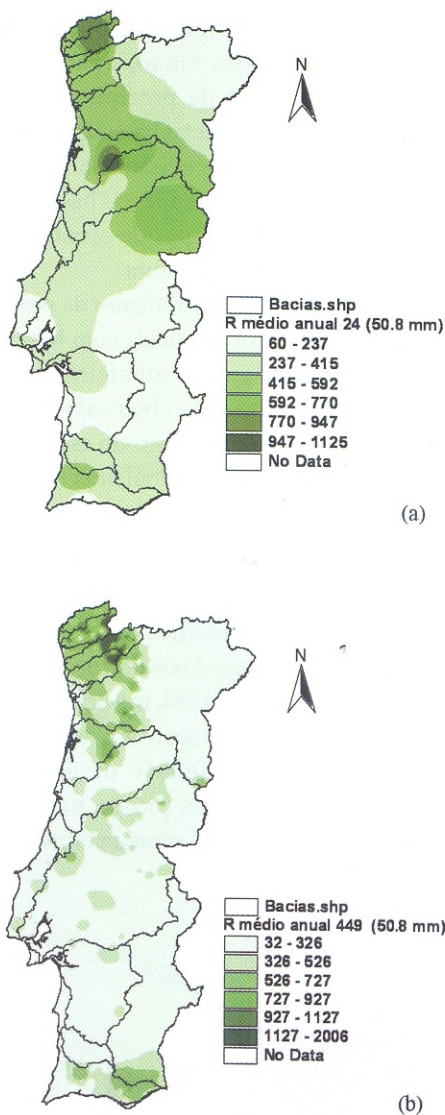 N
Bacias.shp
R médio anual 24 (50.8 mm)
60 - 237
237 - 415
415 - 592
592 - 770
770 - 947
947 - 1125
No Data
(a)
N
Bacias.shp
R médio anual 449 (50.8 mm)
32 - 326
326 - 526
526 - 727
727 - 927
927 - 1127
1127 - 2006
No Data
(b)